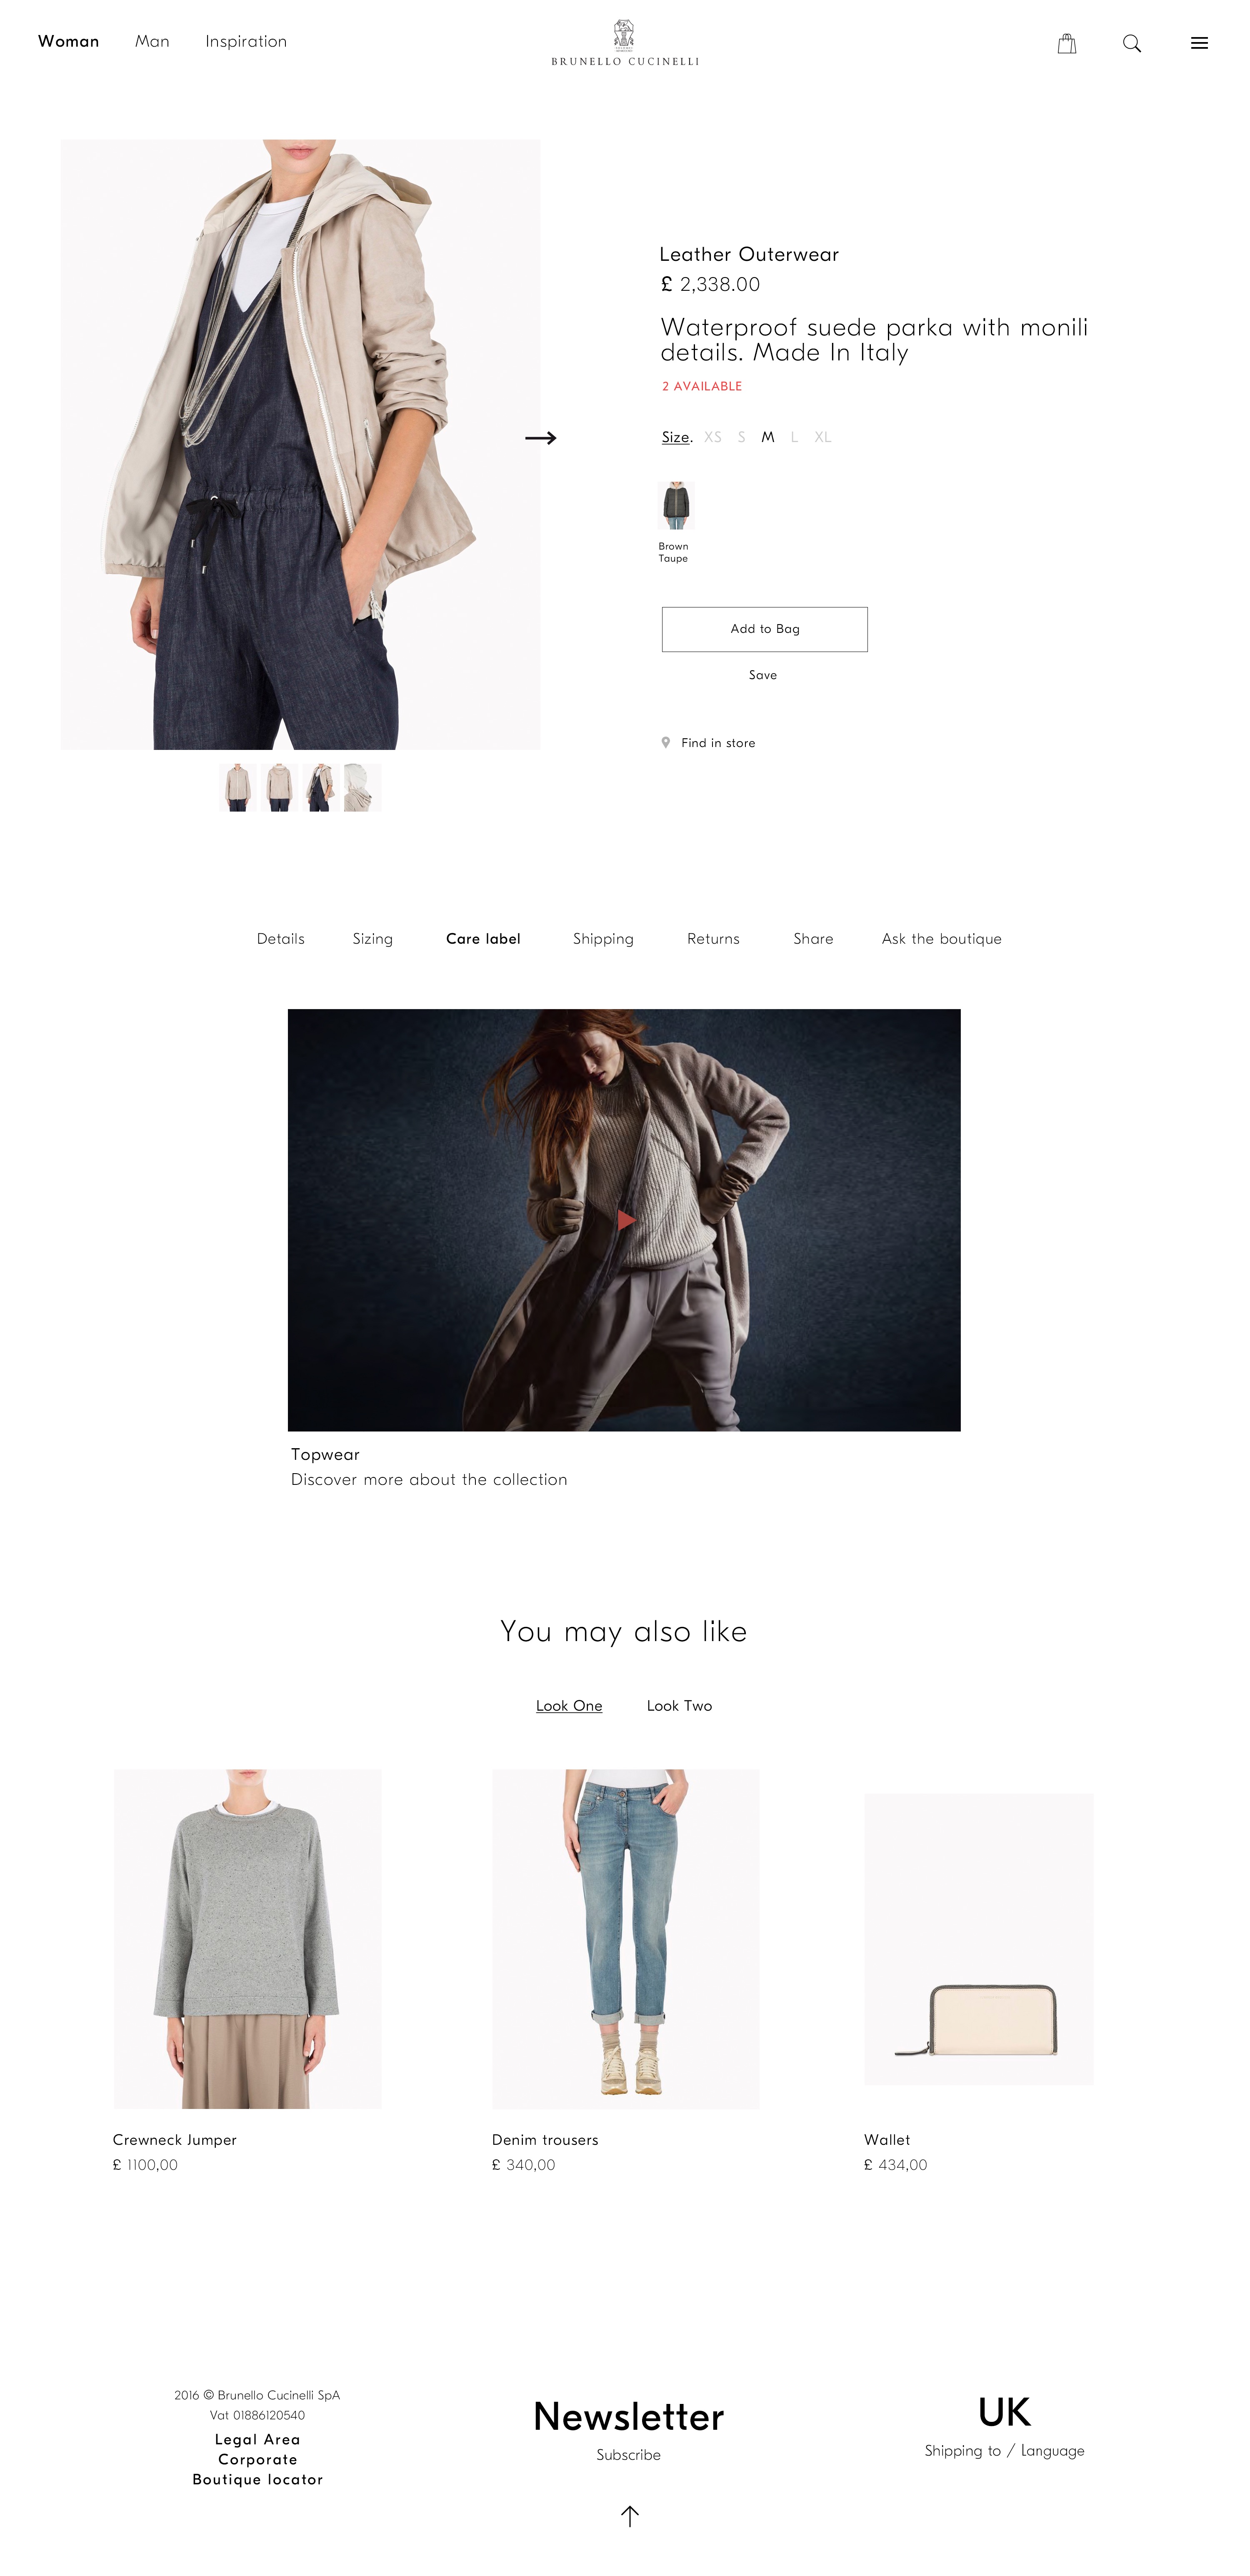 Woman Man Inspiration
BRUNELLO CUCINELLI
Leather Outerwear
£ 2,338.00
Waterproof suede parka with monili
details. Made In Italy
2 AVAILABLE
Size. XS S M L XL
Brown
Taupe
Add to Bag
Save
Find in store
Details Sizing Care label Shipping Returns Share Ask the boutique
Topwear
Discover more about the collection
You may also like
Look One Look Two
Crewneck Jumper
£ 1100,00
Denim trousers
£ 340,00
Wallet
£ 434,00
2016 © Brunello Cucinelli SpA
Vat 01886120540
Legal Area
Corporate
Boutique locator
Newsletter
Subscribe
UK
Shipping to / Language